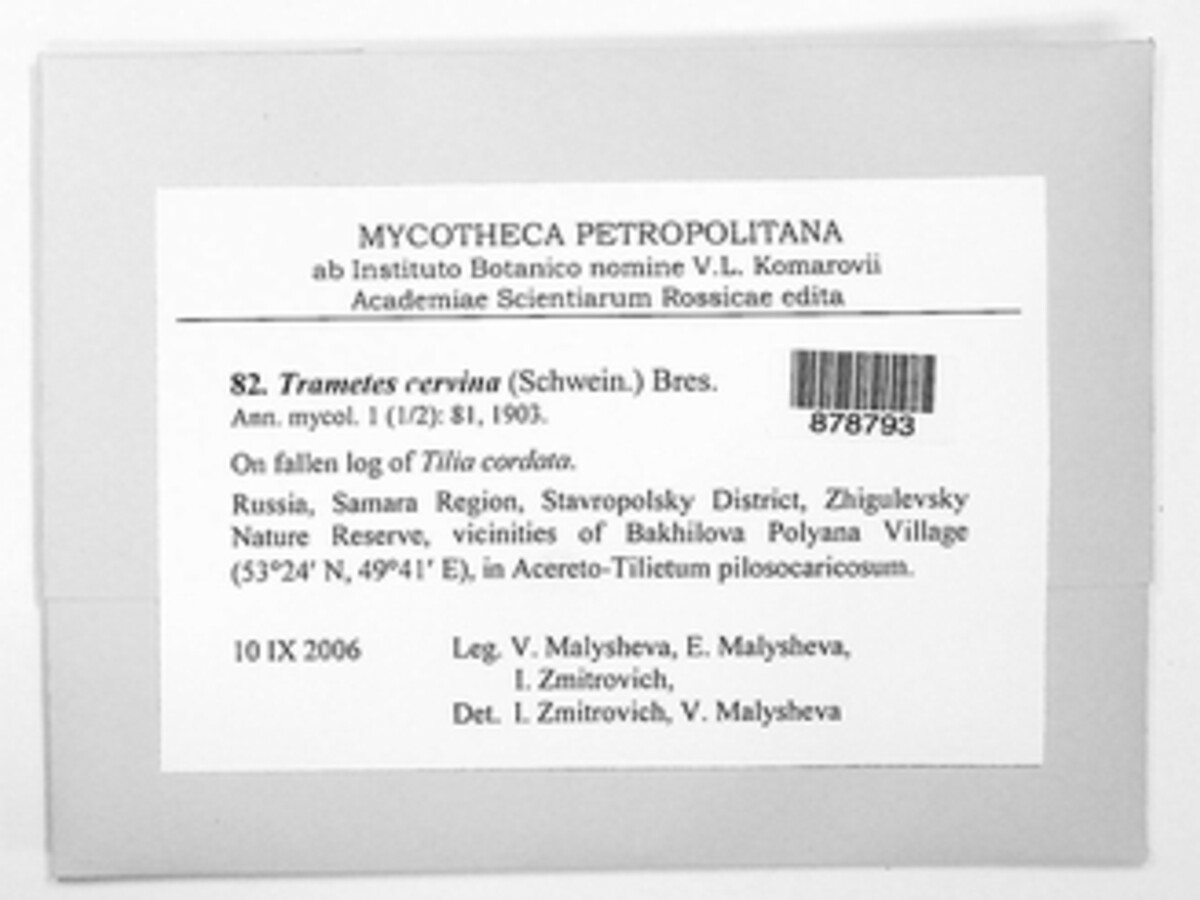 MYCOTHECA PETROPOLITANA
ab Instituto Botanico nomine V.L. Komarovii
Academiae Scientiarum Rossicae edita
82. Trametes cervina (Schwein.) Bres.
Ann. mycol. 1 (1/2): 81, 1903.
878793
On fallen log of Tilia cordata.
Russia, Samara Region, Stavropolsky District, Zhigulevsky
Nature Reserve, vicinities of Bakhilova Polyana Village
(53°24' N, 49°41' E), in Acereto-Tilietum pilosocaricosum.
10 IX 2006
Leg. V. Malysheva, E. Malysheva,
I. Zmitrovich,
Det. I. Zmitrovich, V. Malysheva